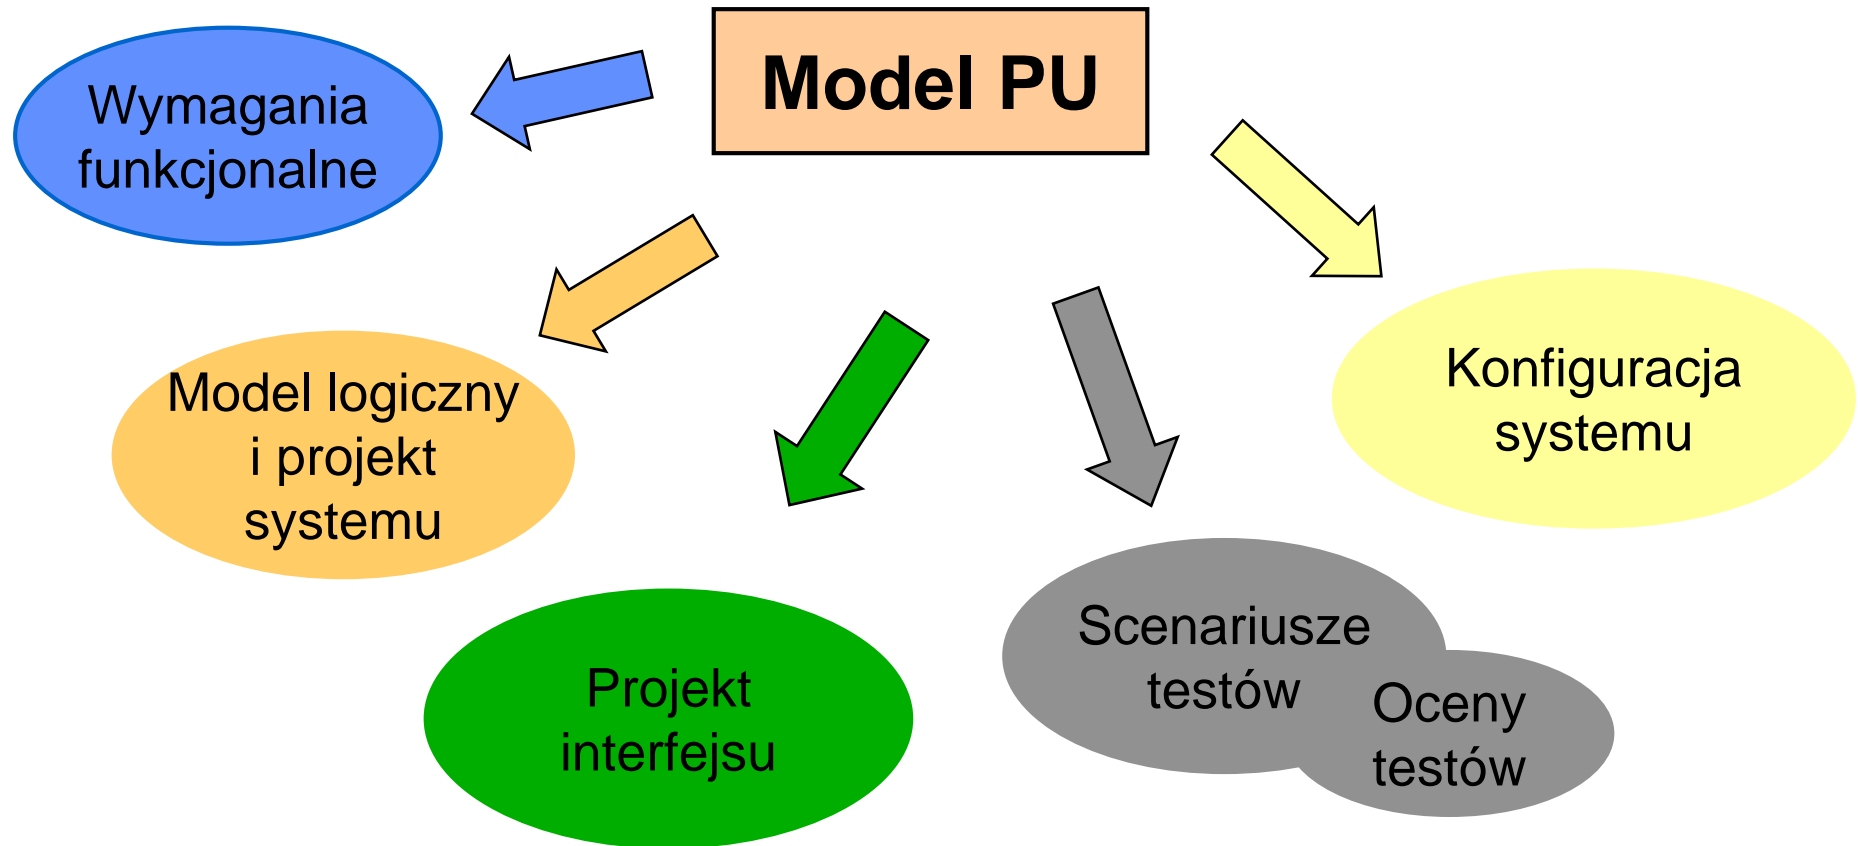 Model PU
Wymagania
funkcjonalne
Model logiczny
i projekt
systemu
Projekt
interfejsu
Scenariusze
testów
Oceny
testów
Konfiguracja
systemu